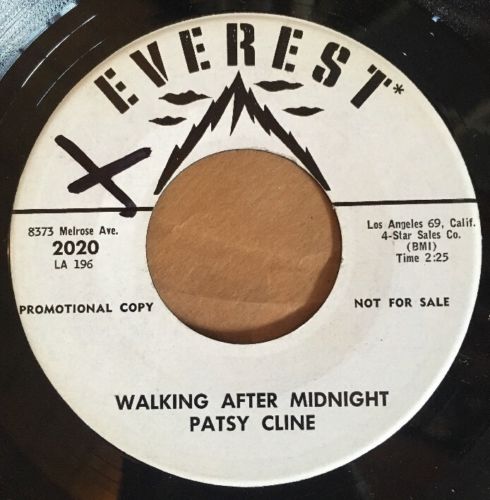 EVEREST*
8373 Melrose Ave.
2020
LA 196
Los Angeles 69, Calif.
4-Star Sales Co.
(BMI)
Time 2:25
PROMOTIONAL COPY
NOT FOR SALE
WALKING AFTER MIDNIGHT
PATSY CLINE